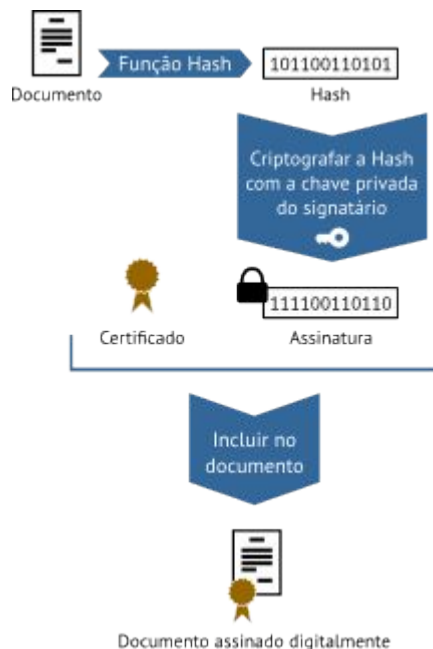 Função Hash
101100110101
Documento
Hash
Criptografar a Hash
com a chave privada
do signatário
111100110110
Certificado
Assinatura
Incluir no
documento
Documento assinado digitalmente